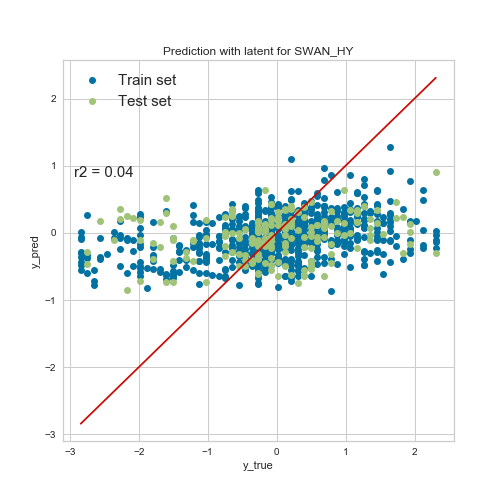 Prediction with latent for SWAN_HY
Train set
Test set
r2 = 0.04
y_pred
2
1
0
−1
−2
−3
−3
−2
−1
0
1
2
y_true